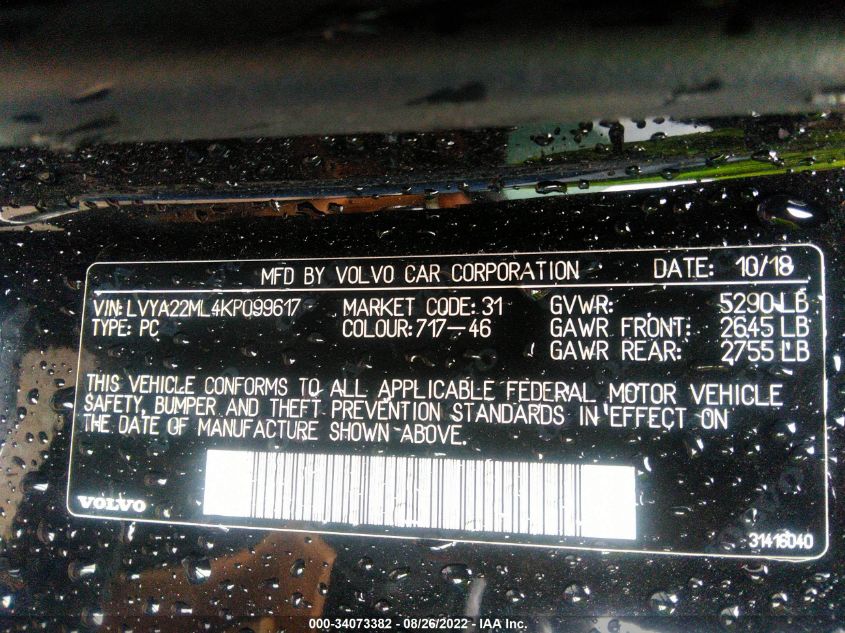 MFD BY VOLVO CAR CORPORATION DATE: 10/18
VIN: LVYA22ML4KP099617 MARKET CODE: 31 GVWR: 5290 LB
TYPE: PC COLOUR: 717-46 GAWR FRONT: 2645 LB
GAWR REAR: 2755 LB
THIS VEHICLE CONFORMS TO ALL APPLICABLE FEDERAL MOTOR VEHICLE
SAFETY, BUMPER AND THEFT PREVENTION STANDARDS IN EFFECT ON
THE DATE OF MANUFACTURE SHOWN ABOVE.
VOLVO
31416040
000-34073382 - 08/26/2022 - IAA Inc.